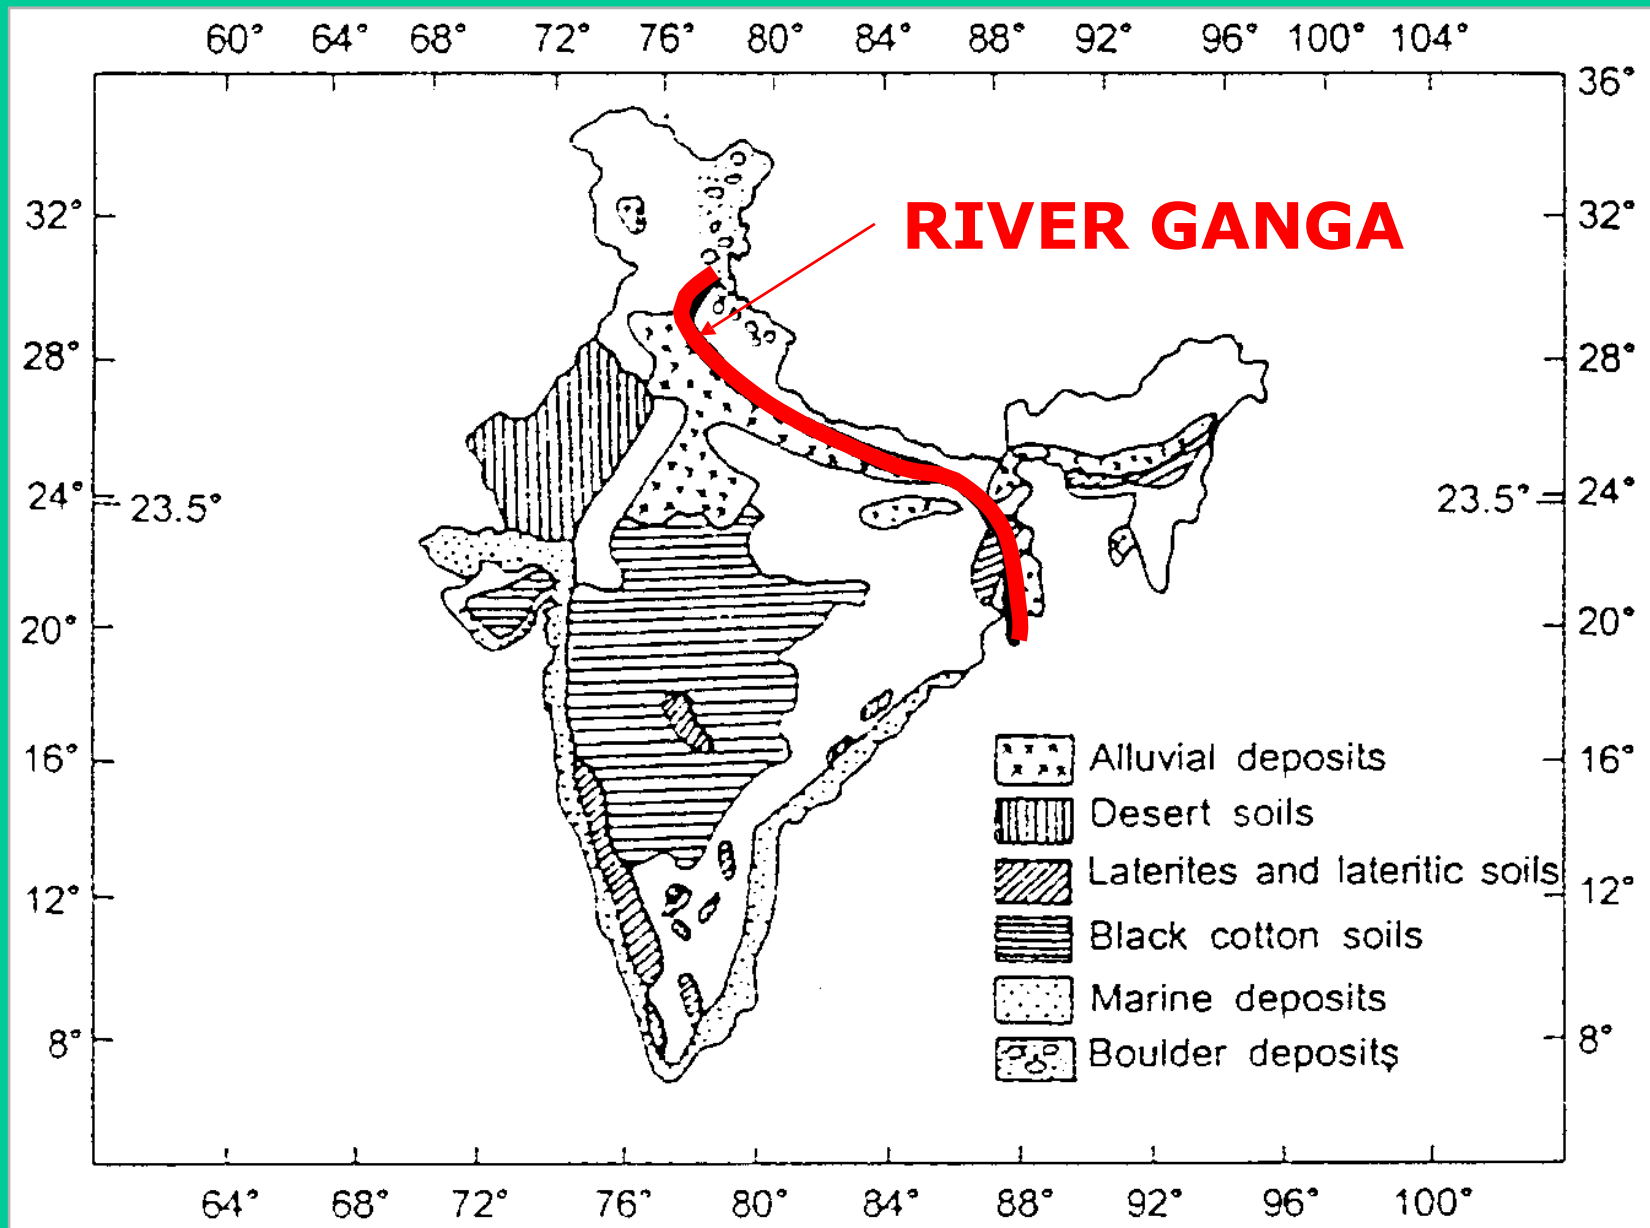 60° 64° 68° 72° 76° 80° 84° 88° 92° 96° 100° 104°
36°
32° RIVER GANGA 32°
28° 28°
24° 24°
23.5° 23.5°
20° 20°
16° Alluvial deposits 16°
Desert soils
Laterites and lateritic soils
12° 12°
Black cotton soils
Marine deposits
8° 8°
Boulder deposits
64° 68° 72° 76° 80° 84° 88° 92° 96° 100°